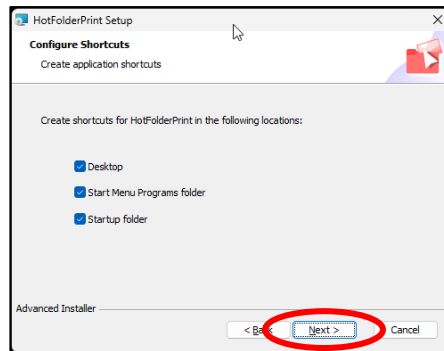 HotFolderPrint Setup
Configure Shortcuts
Create application shortcuts
Create shortcuts for HotFolderPrint in the following locations:
Desktop
Start Menu Programs folder
Startup folder
Advanced Installer
< Back Next > Cancel